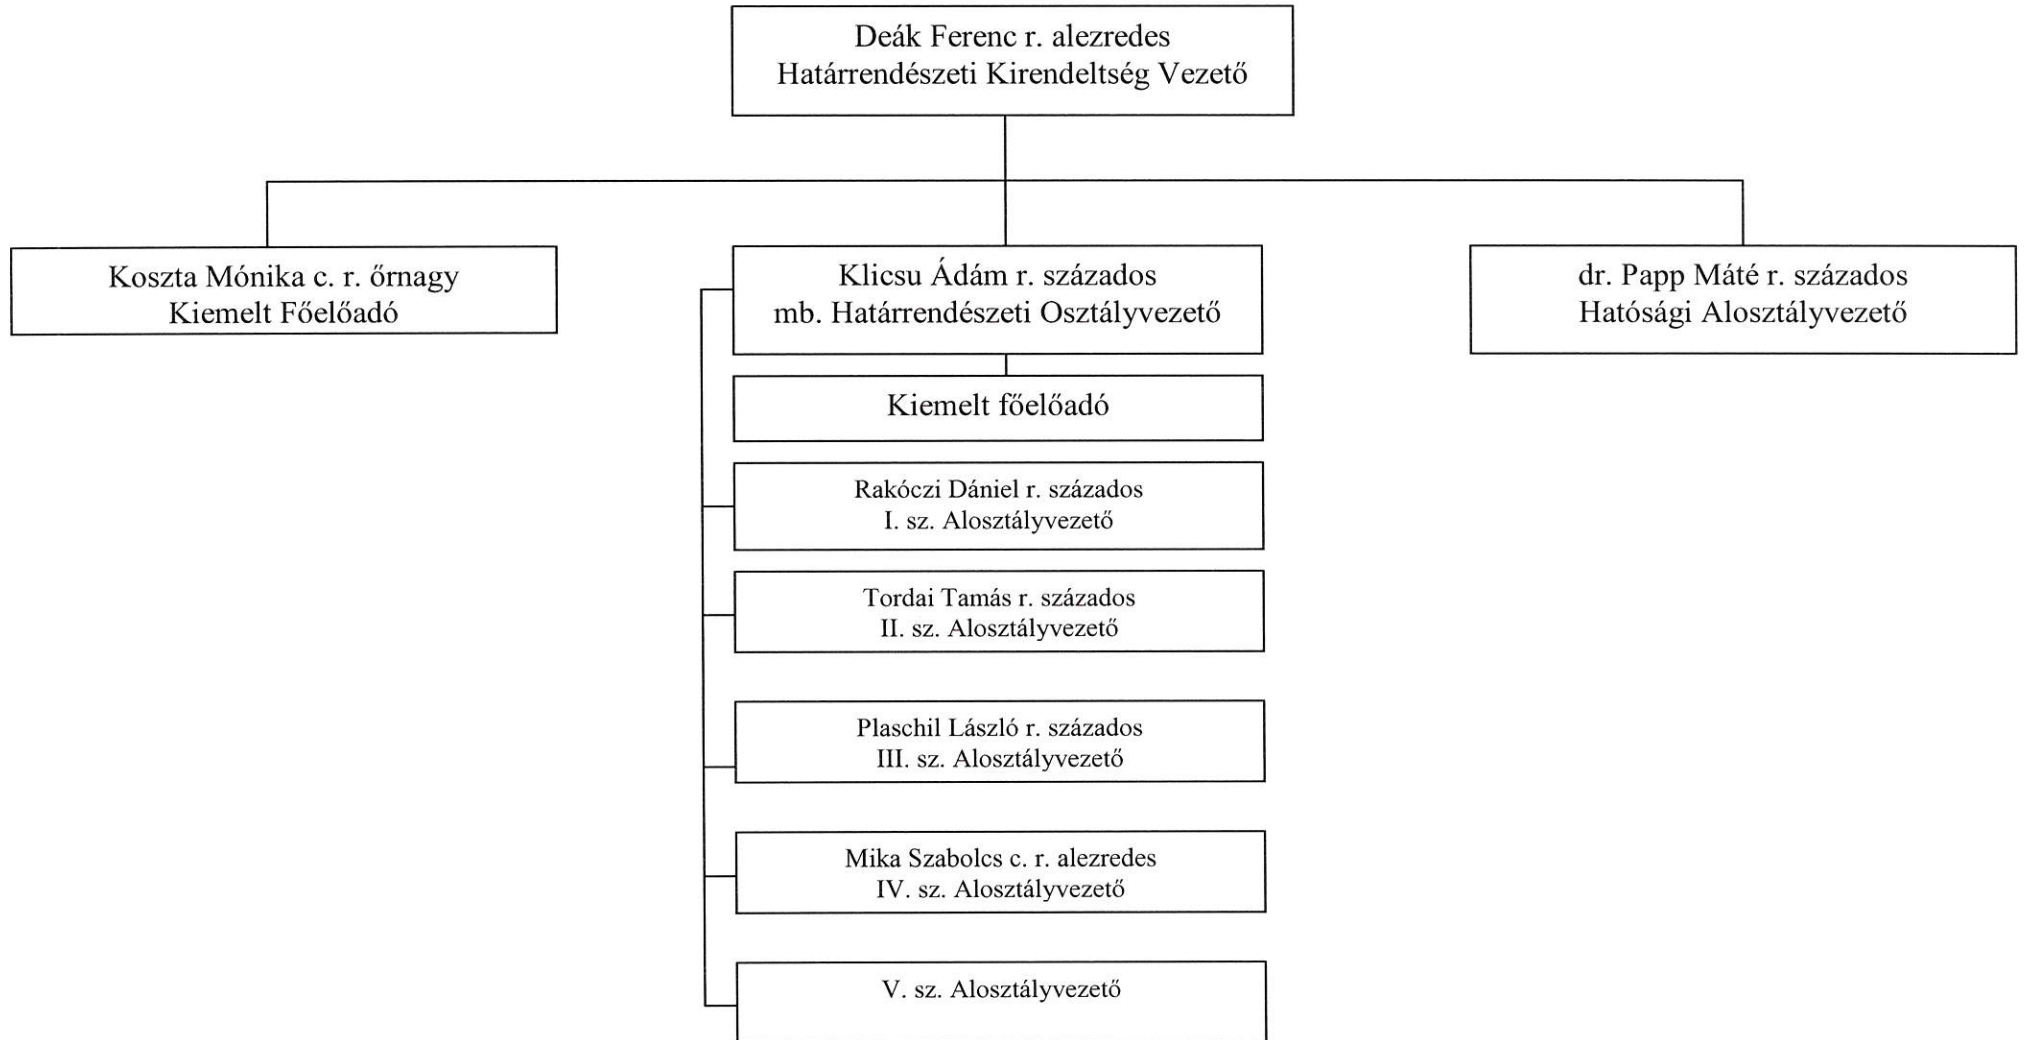 Deák Ferenc r. alezredes
Határrendészeti Kirendeltség Vezető
Koszta Mónika c. r. őrnagy
Kiemelt Főelőadó
Klicsu Ádám r. százados
mb. Határrendészeti Osztályvezető
dr. Papp Máté r. százados
Hatósági Alosztályvezető
Kiemelt főelőadó
Rakóczi Dániel r. százados
I. sz. Alosztályvezető
Tordai Tamás r. százados
II. sz. Alosztályvezető
Plaschil László r. százados
III. sz. Alosztályvezető
Mika Szabolcs c. r. alezredes
IV. sz. Alosztályvezető
V. sz. Alosztályvezető